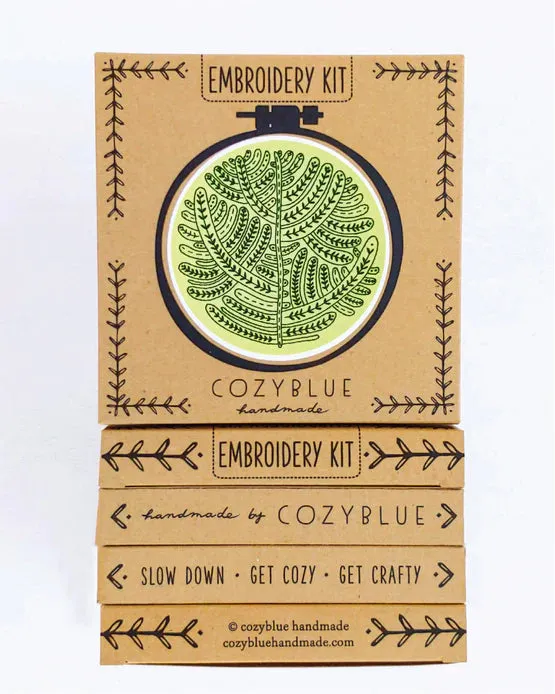 EMBROIDERY KIT
COZYBLUE
handmade
EMBROIDERY KIT
handmade by COZYBLUE
SLOW DOWN · GET COZY · GET CRAFTY
© cozyblue handmade
cozybluehandmade.com